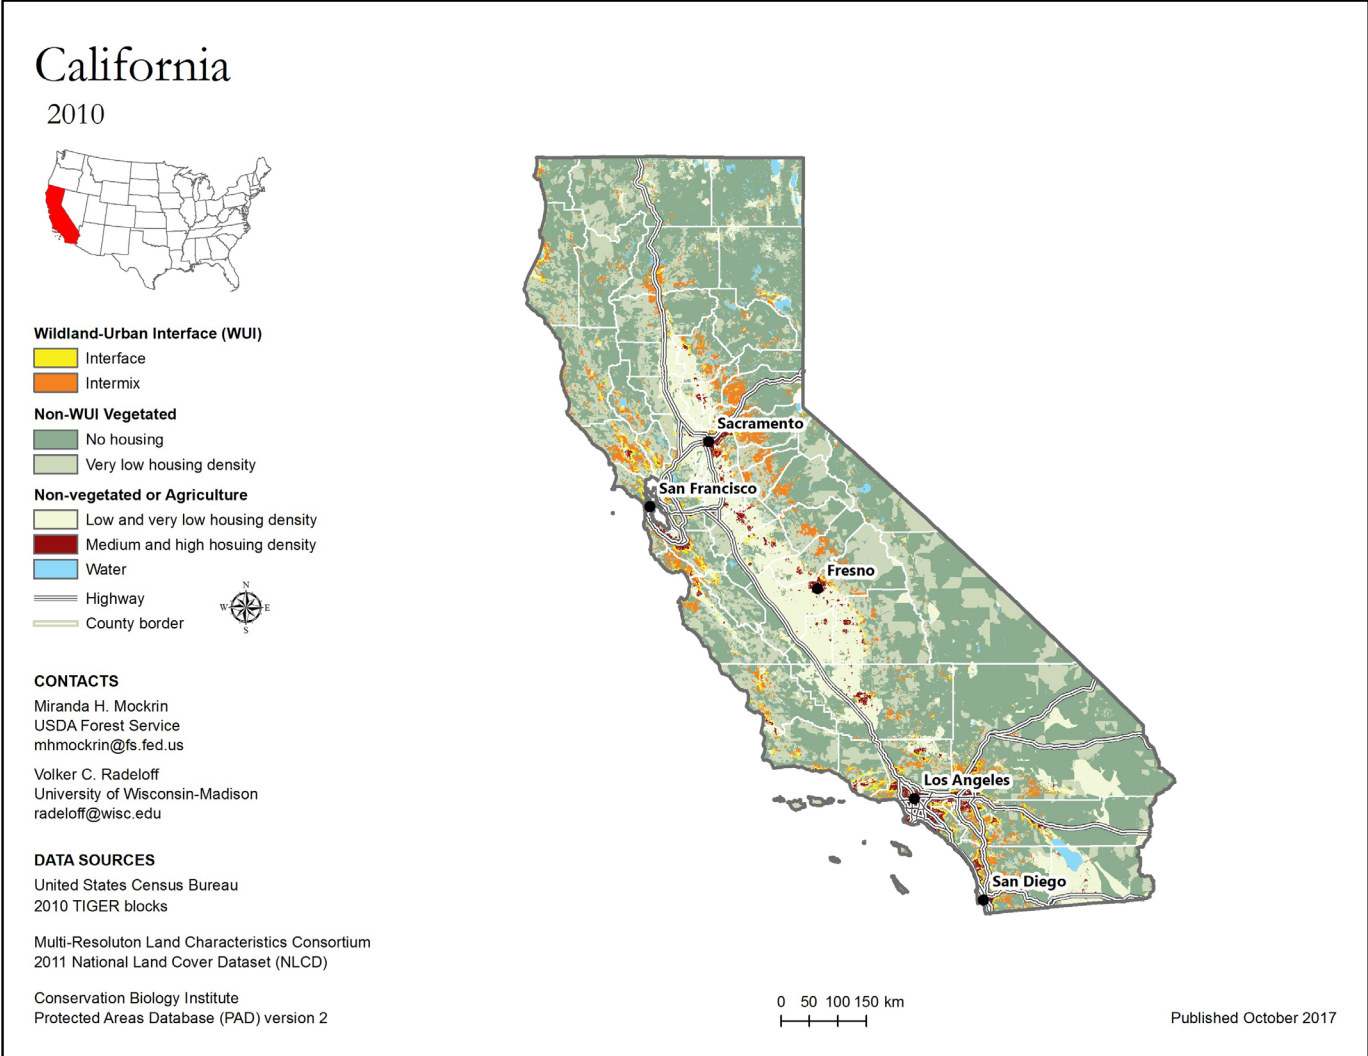 California
2010
Wildland-Urban Interface (WUI)
Interface
Intermix
Non-WUI Vegetated
No housing
Very low housing density
Non-vegetated or Agriculture
Low and very low housing density
Medium and high hosuing density
Water
Highway
County border
N
W
E
S
CONTACTS
Miranda H. Mockrin
USDA Forest Service
mhmockrin@fs.fed.us
Volker C. Radeloff
University of Wisconsin-Madison
radeloff@wisc.edu
DATA SOURCES
United States Census Bureau
2010 TIGER blocks
Multi-Resoluton Land Characteristics Consortium
2011 National Land Cover Dataset (NLCD)
Conservation Biology Institute
Protected Areas Database (PAD) version 2
Sacramento
San Francisco
Fresno
Los Angeles
San Diego
0 50 100 150 km
Published October 2017